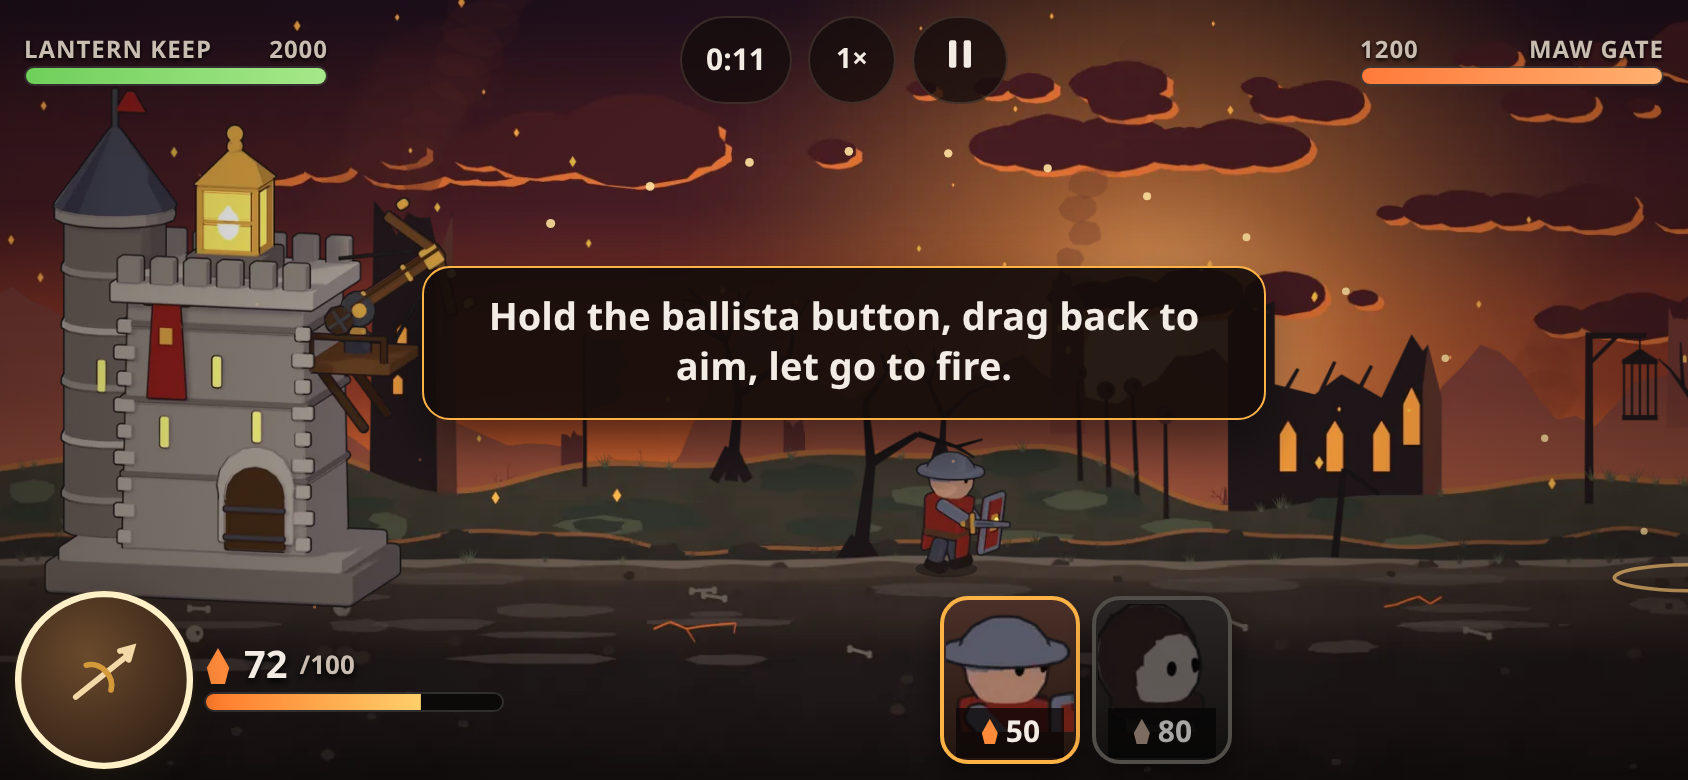 LANTERN KEEP 2000
0:11
1×
1200 MAW GATE
Hold the ballista button, drag back to
aim, let go to fire.
72 /100
50
80